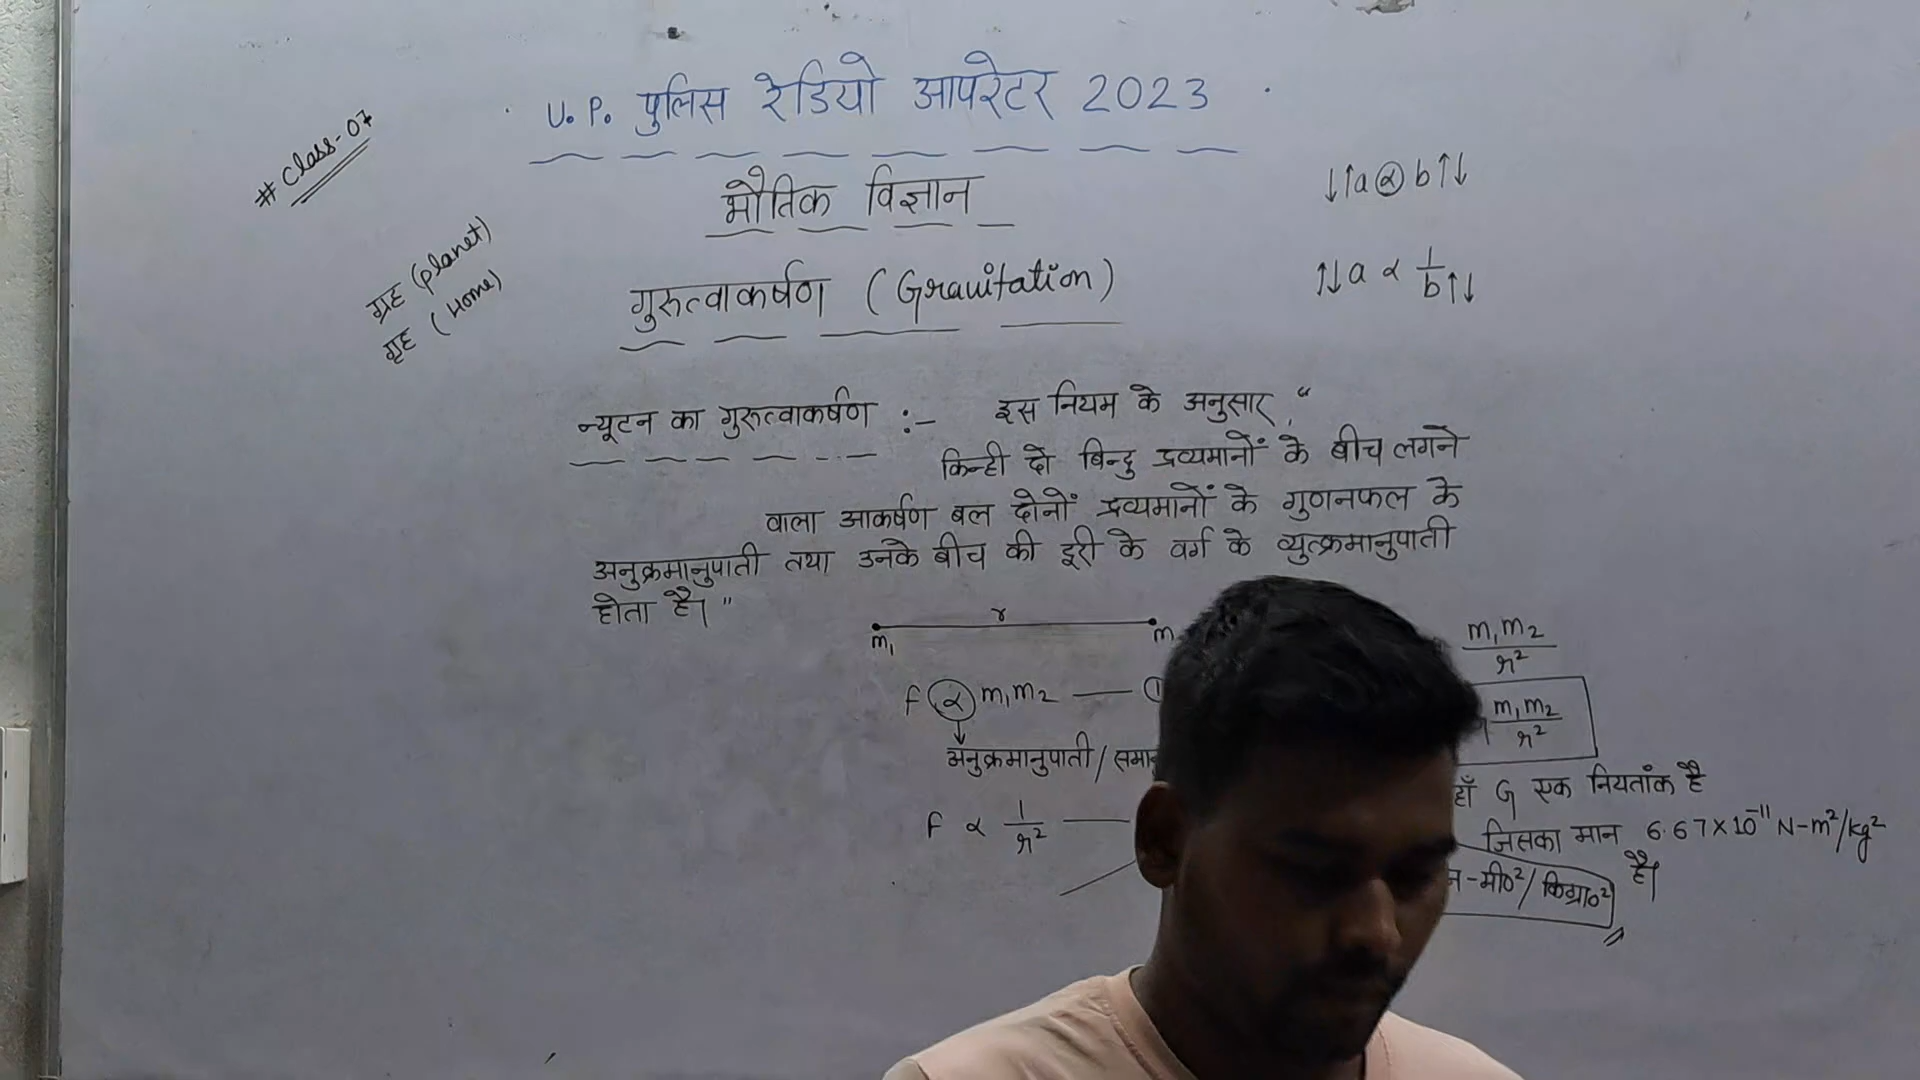 # Class-07
U.P. पुलिस रेडियो आपरेटर 2023
भौतिक विज्ञान
ग्रह (planet)
गृह (Home)
गुरुत्वाकर्षण (Gravitation)
↓↑a ∝ b↑↓
↑↓a ∝ 1/b↑↓
न्यूटन का गुरुत्वाकर्षण :- इस नियम के अनुसार, "
किन्ही दो बिन्दु द्रव्यमानों के बीच लगने
वाला आकर्षण बल दोनों द्रव्यमानों के गुणनफल के
अनुक्रमानुपाती तथा उनके बीच की दूरी के वर्ग के व्युत्क्रमानुपाती
होता है। "
r
m₁ m
F ∝ m₁m₂ — ①
↓
अनुक्रमानुपाती / समान
F ∝ 1/r² —
m₁m₂/r²
G m₁m₂/r²
हाँ G एक नियतांक है
जिसका मान 6.67×10⁻¹¹ N-m²/kg²
है।
न-मी०²/किग्रा०²